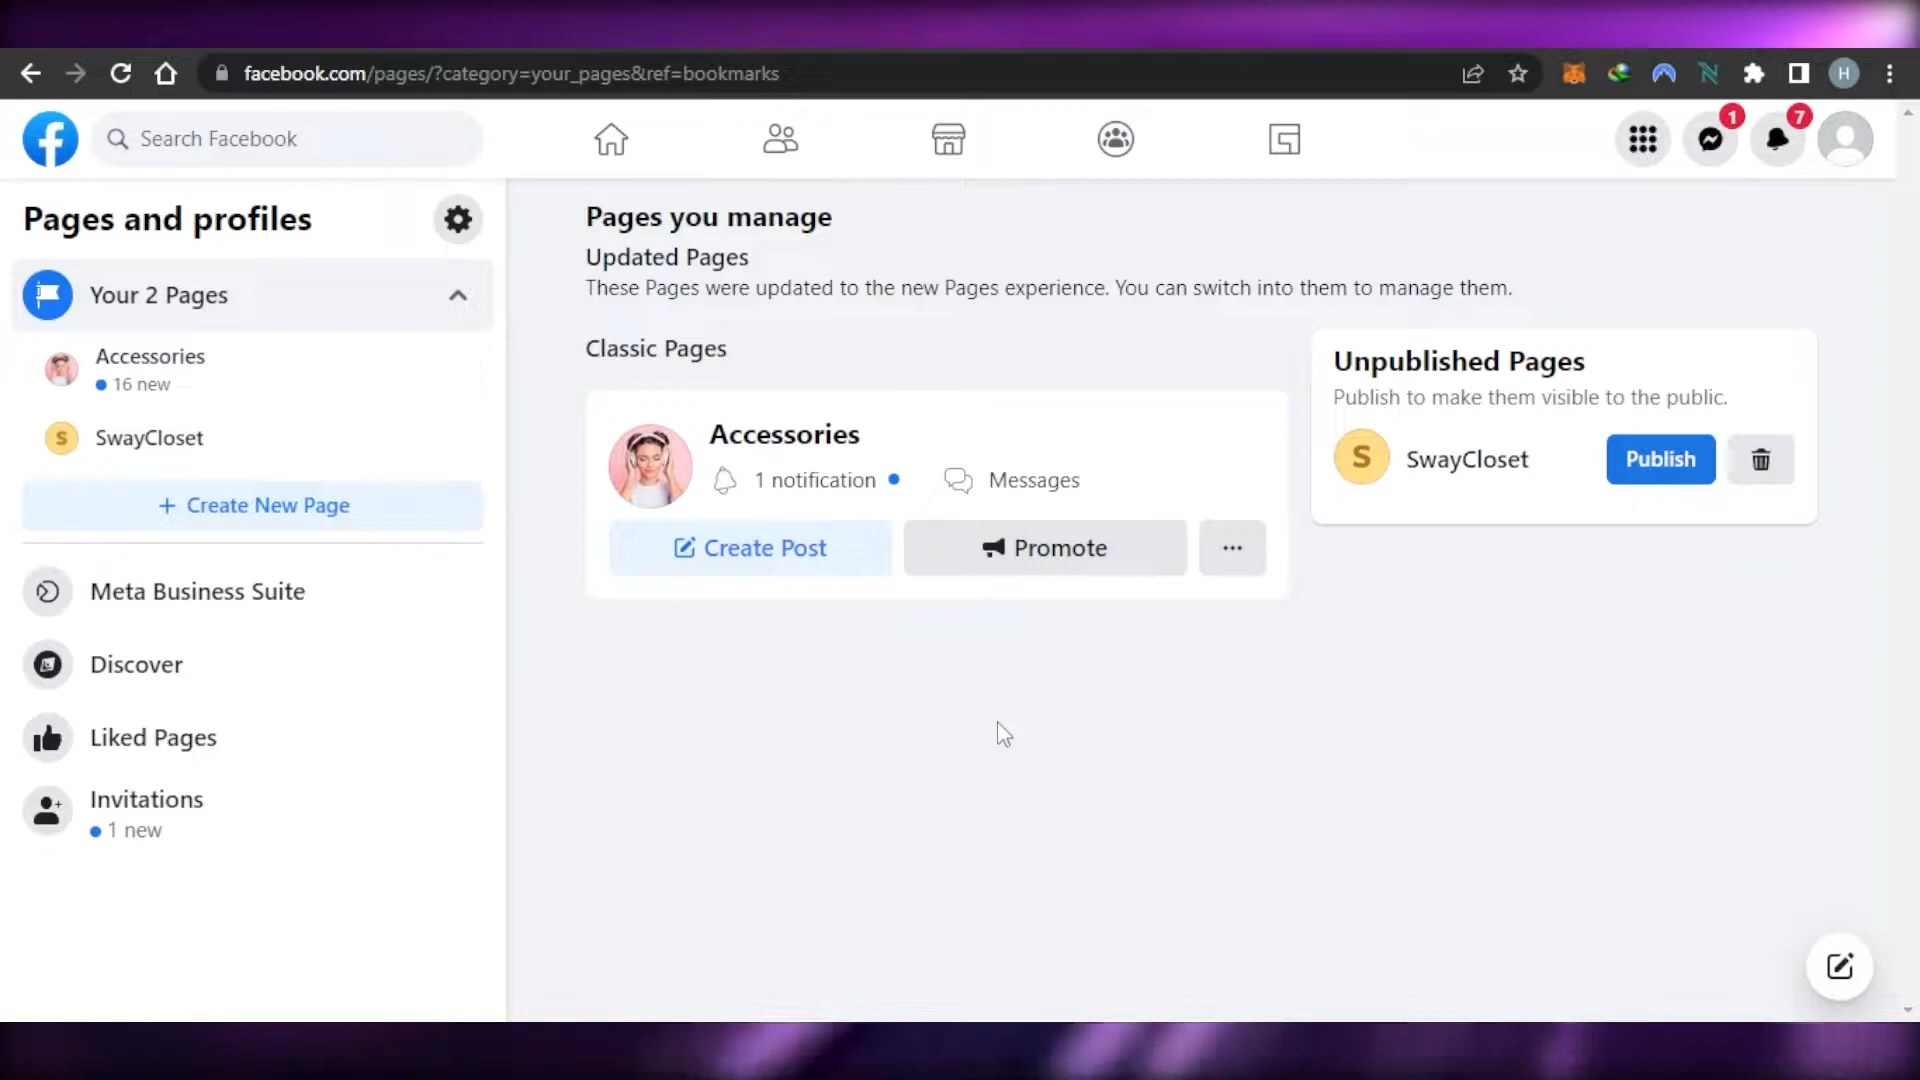 facebook.com/pages/?category=your_pages&ref=bookmarks
H
Search Facebook
1
7
Pages and profiles
Your 2 Pages
Accessories
16 new
S
SwayCloset
+ Create New Page
Meta Business Suite
Discover
Liked Pages
Invitations
1 new
Pages you manage
Updated Pages
These Pages were updated to the new Pages experience. You can switch into them to manage them.
Classic Pages
Accessories
1 notification
Messages
Create Post
Promote
Unpublished Pages
Publish to make them visible to the public.
S
SwayCloset
Publish